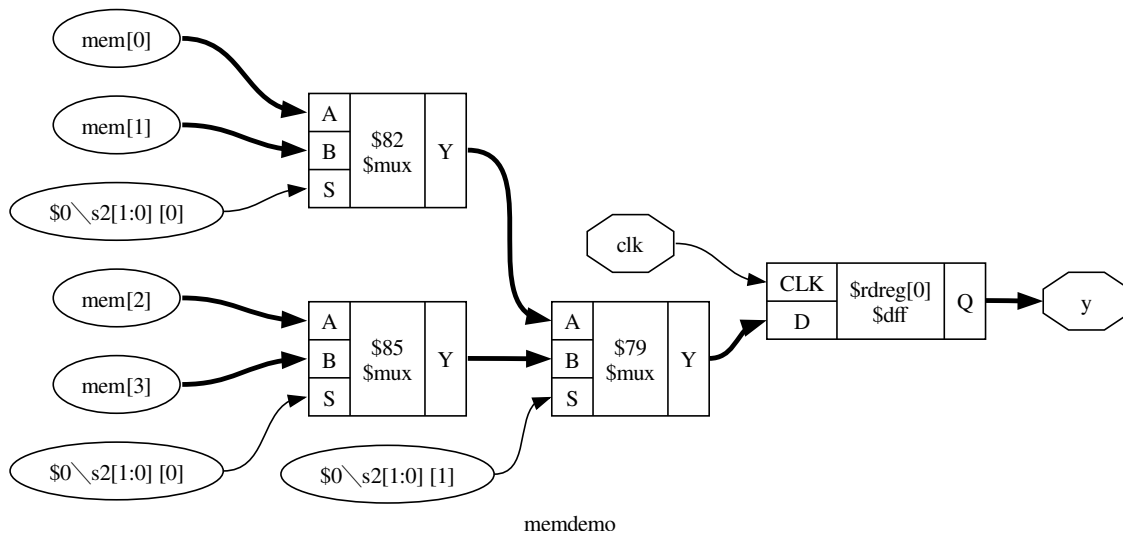 mem[0]
mem[1]
$0\s2[1:0] [0]
A
B
S
$82
$mux
Y
mem[2]
mem[3]
$0\s2[1:0] [0]
A
B
S
$85
$mux
Y
$0\s2[1:0] [1]
A
B
S
$79
$mux
Y
clk
CLK
D
$rdreg[0]
$dff
Q
y
memdemo